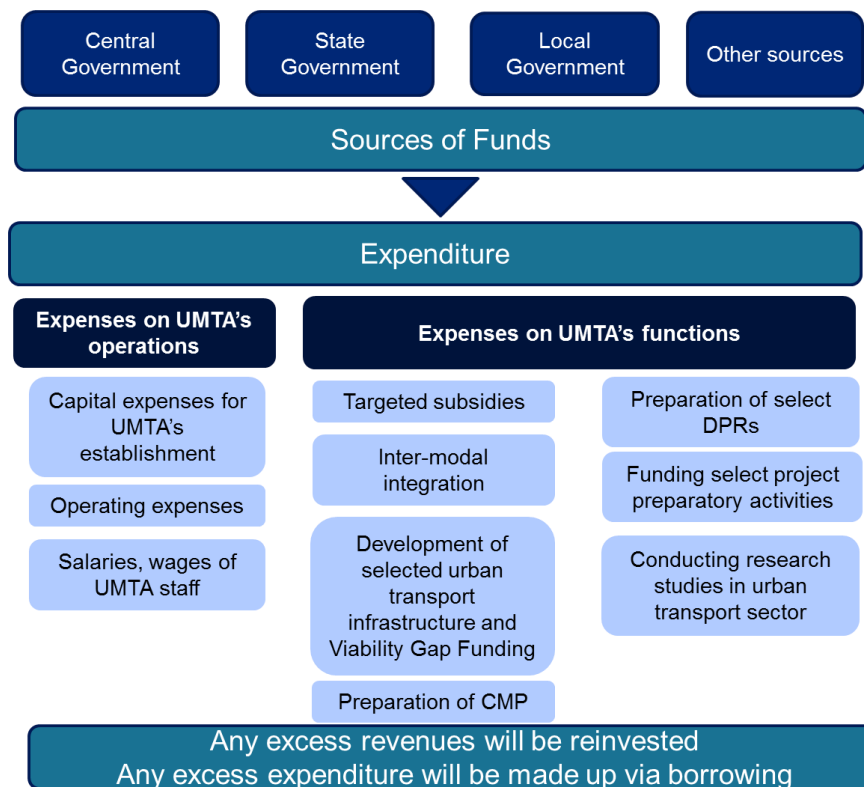 Central
Government
State
Government
Local
Government
Other sources
Sources of Funds
Expenditure
Expenses on UMTA's
operations
Expenses on UMTA's functions
Capital expenses for
UMTA's
establishment
Operating expenses
Salaries, wages of
UMTA staff
Targeted subsidies
Inter-modal
integration
Development of
selected urban
transport
infrastructure and
Viability Gap Funding
Preparation of CMP
Preparation of select
DPRs
Funding select project
preparatory activities
Conducting research
studies in urban
transport sector
Any excess revenues will be reinvested
Any excess expenditure will be made up via borrowing